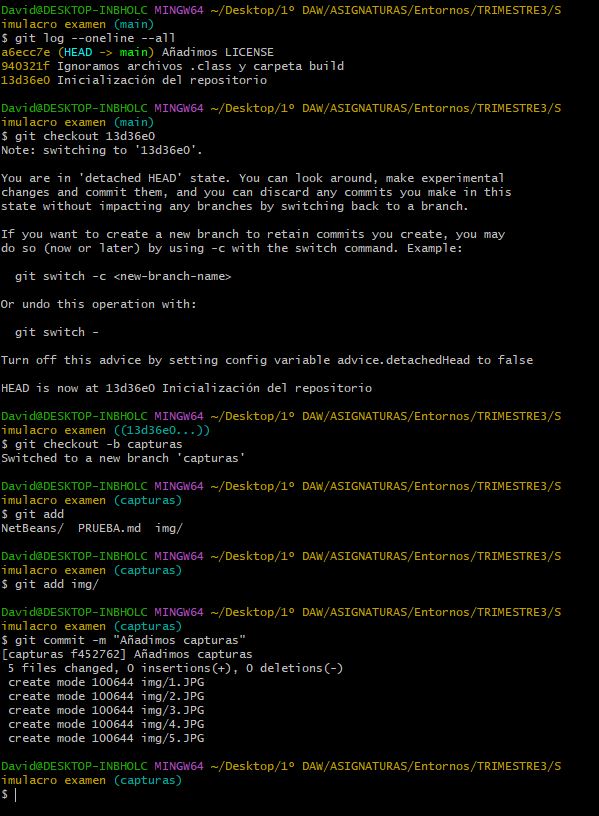 David@DESKTOP-INBHOLC MINGW64 ~/Desktop/1º DAW/ASIGNATURAS/Entornos/TRIMESTRE3/S
imulacro examen (main)
$ git log --oneline --all
a6ecc7e (HEAD -> main) Añadimos LICENSE
940321f Ignoramos archivos .class y carpeta build
13d36e0 Inicialización del repositorio
David@DESKTOP-INBHOLC MINGW64 ~/Desktop/1º DAW/ASIGNATURAS/Entornos/TRIMESTRE3/S
imulacro examen (main)
$ git checkout 13d36e0
Note: switching to '13d36e0'.
You are in 'detached HEAD' state. You can look around, make experimental
changes and commit them, and you can discard any commits you make in this
state without impacting any branches by switching back to a branch.
If you want to create a new branch to retain commits you create, you may
do so (now or later) by using -c with the switch command. Example:
git switch -c <new-branch-name>
Or undo this operation with:
git switch -
Turn off this advice by setting config variable advice.detachedHead to false
HEAD is now at 13d36e0 Inicialización del repositorio
David@DESKTOP-INBHOLC MINGW64 ~/Desktop/1º DAW/ASIGNATURAS/Entornos/TRIMESTRE3/S
imulacro examen ((13d36e0...))
$ git checkout -b capturas
Switched to a new branch 'capturas'
David@DESKTOP-INBHOLC MINGW64 ~/Desktop/1º DAW/ASIGNATURAS/Entornos/TRIMESTRE3/S
imulacro examen (capturas)
$ git add
NetBeans/  PRUEBA.md  img/
David@DESKTOP-INBHOLC MINGW64 ~/Desktop/1º DAW/ASIGNATURAS/Entornos/TRIMESTRE3/S
imulacro examen (capturas)
$ git add img/
David@DESKTOP-INBHOLC MINGW64 ~/Desktop/1º DAW/ASIGNATURAS/Entornos/TRIMESTRE3/S
imulacro examen (capturas)
$ git commit -m "Añadimos capturas"
[capturas f452762] Añadimos capturas
5 files changed, 0 insertions(+), 0 deletions(-)
create mode 100644 img/1.JPG
create mode 100644 img/2.JPG
create mode 100644 img/3.JPG
create mode 100644 img/4.JPG
create mode 100644 img/5.JPG
David@DESKTOP-INBHOLC MINGW64 ~/Desktop/1º DAW/ASIGNATURAS/Entornos/TRIMESTRE3/S
imulacro examen (capturas)
$